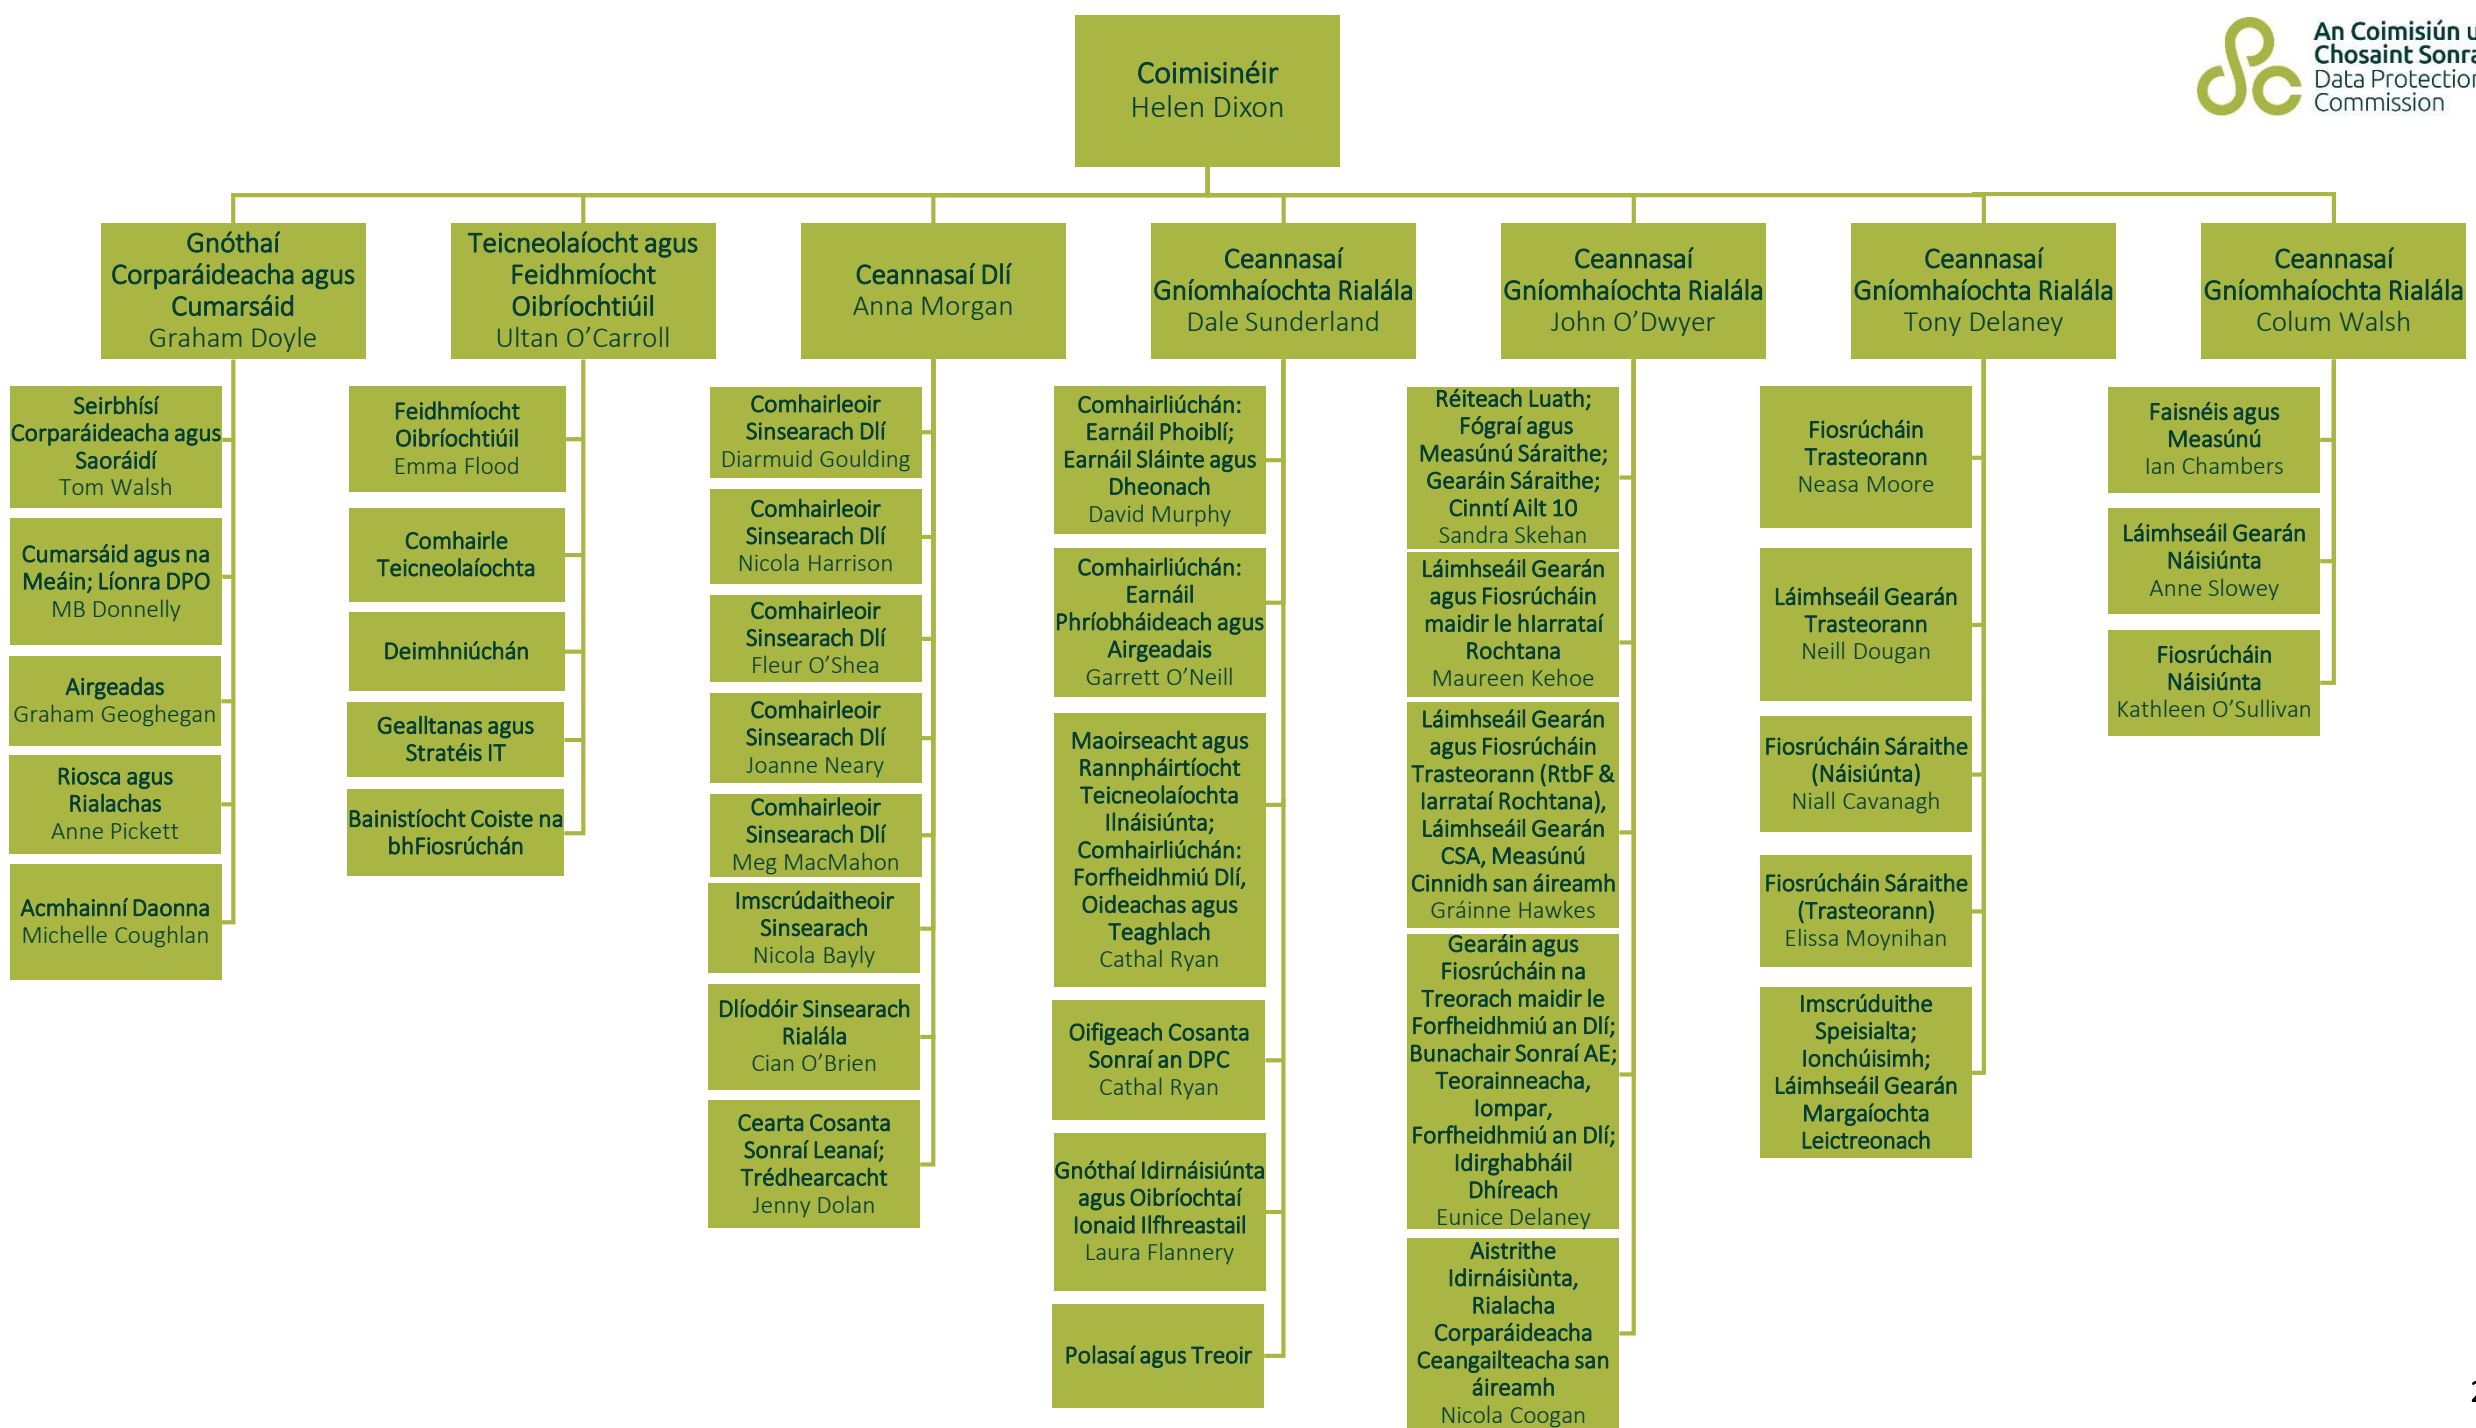 An Coimisiún u
Chosaint Sonra
Data Protection
Commission
Coimisinéir
Helen Dixon
Gnóthaí
Corparáideacha agus
Cumarsáid
Graham Doyle
Seirbhísí
Corparáideacha agus
Saoráidí
Tom Walsh
Cumarsáid agus na
Meáin; Líonra DPO
MB Donnelly
Airgeadas
Graham Geoghegan
Riosca agus
Rialachas
Anne Pickett
Acmhainní Daonna
Michelle Coughlan
Teicneolaíocht agus
Feidhmíocht
Oibríochtiúil
Ultan O’Carroll
Feidhmíocht
Oibríochtiúil
Emma Flood
Comhairle
Teicneolaíochta
Deimhniúchán
Gealltanas agus
Stratéis IT
Bainistíocht Coiste na
bhFiosrúchán
Ceannasaí Dlí
Anna Morgan
Comhairleoir
Sinsearach Dlí
Diarmuid Goulding
Comhairleoir
Sinsearach Dlí
Nicola Harrison
Comhairleoir
Sinsearach Dlí
Fleur O’Shea
Comhairleoir
Sinsearach Dlí
Joanne Neary
Comhairleoir
Sinsearach Dlí
Meg MacMahon
Imscrúdaitheoir
Sinsearach
Nicola Bayly
Dlíodóir Sinsearach
Rialála
Cian O’Brien
Cearta Cosanta
Sonraí Leanaí;
Trédhearcacht
Jenny Dolan
Ceannasaí
Gníomhaíochta Rialála
Dale Sunderland
Comhairliúchán:
Earnáil Phoiblí;
Earnáil Sláinte agus
Dheonach
David Murphy
Comhairliúchán:
Earnáil
Phríobháideach agus
Airgeadais
Garrett O’Neill
Maoirseacht agus
Rannpháirtíocht
Teicneolaíochta
Ilnáisiúnta;
Comhairliúchán:
Forfheidhmiú Dlí,
Oideachas agus
Teaghlach
Cathal Ryan
Oifigeach Cosanta
Sonraí an DPC
Cathal Ryan
Gnóthaí Idirnáisiúnta
agus Oibríochtaí
Ionaid Ilfhreastail
Laura Flannery
Polasaí agus Treoir
Ceannasaí
Gníomhaíochta Rialála
John O’Dwyer
Réiteach Luath;
Fógraí agus
Measúnú Sáraithe;
Gearáin Sáraithe;
Cinntí Ailt 10
Sandra Skehan
Láimhseáil Gearán
agus Fiosrúcháin
maidir le hIarrataí
Rochtana
Maureen Kehoe
Láimhseáil Gearán
agus Fiosrúcháin
Trasteorann (RtbF &
Iarrataí Rochtana),
Láimhseáil Gearán
CSA, Measúnú
Cinnidh san áireamh
Gráinne Hawkes
Gearáin agus
Fiosrúcháin na
Treorach maidir le
Forfheidhmiú an Dlí;
Bunachair Sonraí AE;
Teorainneacha,
Iompar,
Forfheidhmiú an Dlí;
Idirghabháil
Dhíreach
Eunice Delaney
Aistrithe
Idirnáisiùnta,
Rialacha
Corparáideacha
Ceangailteacha san
áireamh
Nicola Coogan
Ceannasaí
Gníomhaíochta Rialála
Tony Delaney
Fiosrúcháin
Trasteorann
Neasa Moore
Láimhseáil Gearán
Trasteorann
Neill Dougan
Fiosrúcháin Sáraithe
(Náisiúnta)
Niall Cavanagh
Fiosrúcháin Sáraithe
(Trasteorann)
Elissa Moynihan
Imscrúduithe
Speisialta;
Ionchúisimh;
Láimhseáil Gearán
Margaíochta
Leictreonach
Ceannasaí
Gníomhaíochta Rialála
Colum Walsh
Faisnéis agus
Measúnú
Ian Chambers
Láimhseáil Gearán
Náisiúnta
Anne Slowey
Fiosrúcháin
Náisiúnta
Kathleen O’Sullivan